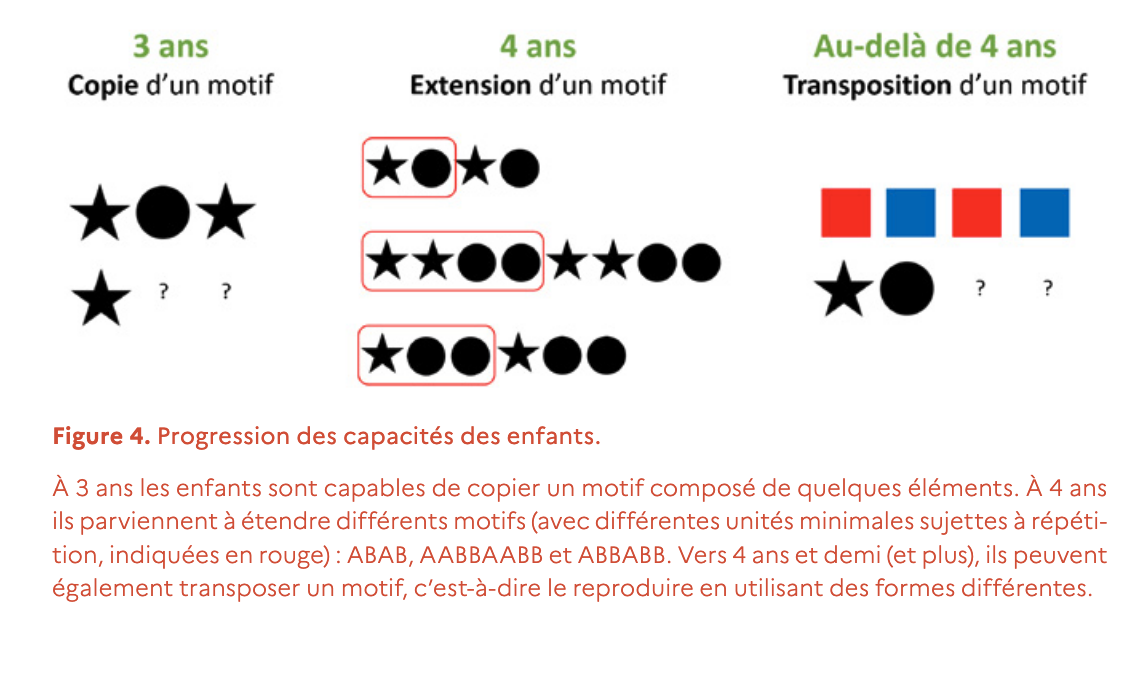 3 ans
Copie d'un motif
4 ans
Extension d'un motif
Au-delà de 4 ans
Transposition d'un motif
? ?
? ?
Figure 4. Progression des capacités des enfants.
À 3 ans les enfants sont capables de copier un motif composé de quelques éléments. À 4 ans
ils parviennent à étendre différents motifs (avec différentes unités minimales sujettes à répéti-
tion, indiquées en rouge) : ABAB, AABBAABB et ABBABB. Vers 4 ans et demi (et plus), ils peuvent
également transposer un motif, c'est-à-dire le reproduire en utilisant des formes différentes.